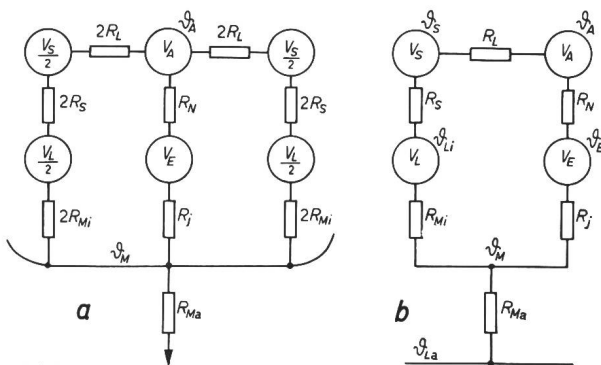 ϑ_A
V_S/2 2R_L V_A 2R_L V_S/2
2R_S R_N 2R_S
V_L/2 V_E V_L/2
2R_Mi R_j 2R_Mi
ϑ_M
a R_Ma
ϑ_S ϑ_A
V_S R_L V_A
R_S R_N
ϑ_Li ϑ_E
V_L V_E
R_Mi R_j
ϑ_M
b R_Ma
ϑ_La